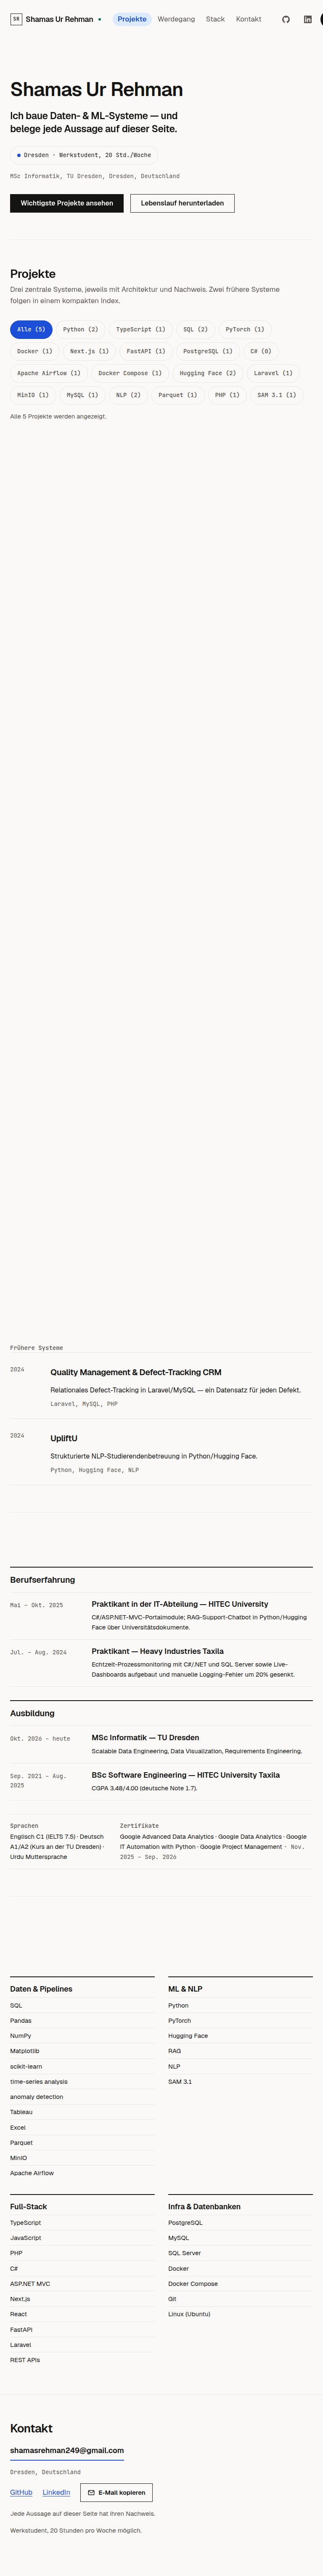 SR Shamas Ur Rehman Projekte Werdegang Stack Kontakt
Shamas Ur Rehman
Ich baue Daten- & ML-Systeme — und
belege jede Aussage auf dieser Seite.
Dresden · Werkstudent, 20 Std./Woche
MSc Informatik, TU Dresden, Dresden, Deutschland
Wichtigste Projekte ansehen Lebenslauf herunterladen
Projekte
Drei zentrale Systeme, jeweils mit Architektur und Nachweis. Zwei frühere Systeme
folgen in einem kompakten Index.
Alle (5) Python (2) TypeScript (1) SQL (2) PyTorch (1)
Docker (1) Next.js (1) FastAPI (1) PostgreSQL (1) C# (0)
Apache Airflow (1) Docker Compose (1) Hugging Face (2) Laravel (1)
MinIO (1) MySQL (1) NLP (2) Parquet (1) PHP (1) SAM 3.1 (1)
Alle 5 Projekte werden angezeigt.
Frühere Systeme
2024 Quality Management & Defect-Tracking CRM
Relationales Defect-Tracking in Laravel/MySQL — ein Datensatz für jeden Defekt.
Laravel, MySQL, PHP
2024 UpliftU
Strukturierte NLP-Studierendenbetreuung in Python/Hugging Face.
Python, Hugging Face, NLP
Berufserfahrung
Mai – Okt. 2025 Praktikant in der IT-Abteilung — HITEC University
C#/ASP.NET-MVC-Portalmodule; RAG-Support-Chatbot in Python/Hugging
Face über Universitätsdokumente.
Jul. – Aug. 2024 Praktikant — Heavy Industries Taxila
Echtzeit-Prozessmonitoring mit C#/.NET und SQL Server sowie Live-
Dashboards aufgebaut und manuelle Logging-Fehler um 20% gesenkt.
Ausbildung
Okt. 2026 – heute MSc Informatik — TU Dresden
Scalable Data Engineering, Data Visualization, Requirements Engineering.
Sep. 2021 – Aug. BSc Software Engineering — HITEC University Taxila
2025 CGPA 3.48/4.00 (deutsche Note 1.7).
Sprachen
Englisch C1 (IELTS 7.5) · Deutsch
A1/A2 (Kurs an der TU Dresden) ·
Urdu Muttersprache
Zertifikate
Google Advanced Data Analytics · Google Data Analytics · Google
IT Automation with Python · Google Project Management · Nov.
2025 – Sep. 2026
Daten & Pipelines
SQL
Pandas
NumPy
Matplotlib
scikit-learn
time-series analysis
anomaly detection
Tableau
Excel
Parquet
MinIO
Apache Airflow
ML & NLP
Python
PyTorch
Hugging Face
RAG
NLP
SAM 3.1
Full-Stack
TypeScript
JavaScript
PHP
C#
ASP.NET MVC
Next.js
React
FastAPI
Laravel
REST APIs
Infra & Datenbanken
PostgreSQL
MySQL
SQL Server
Docker
Docker Compose
Git
Linux (Ubuntu)
Kontakt
shamasrehman249@gmail.com
Dresden, Deutschland
GitHub LinkedIn E-Mail kopieren
Jede Aussage auf dieser Seite hat ihren Nachweis.
Werkstudent, 20 Stunden pro Woche möglich.